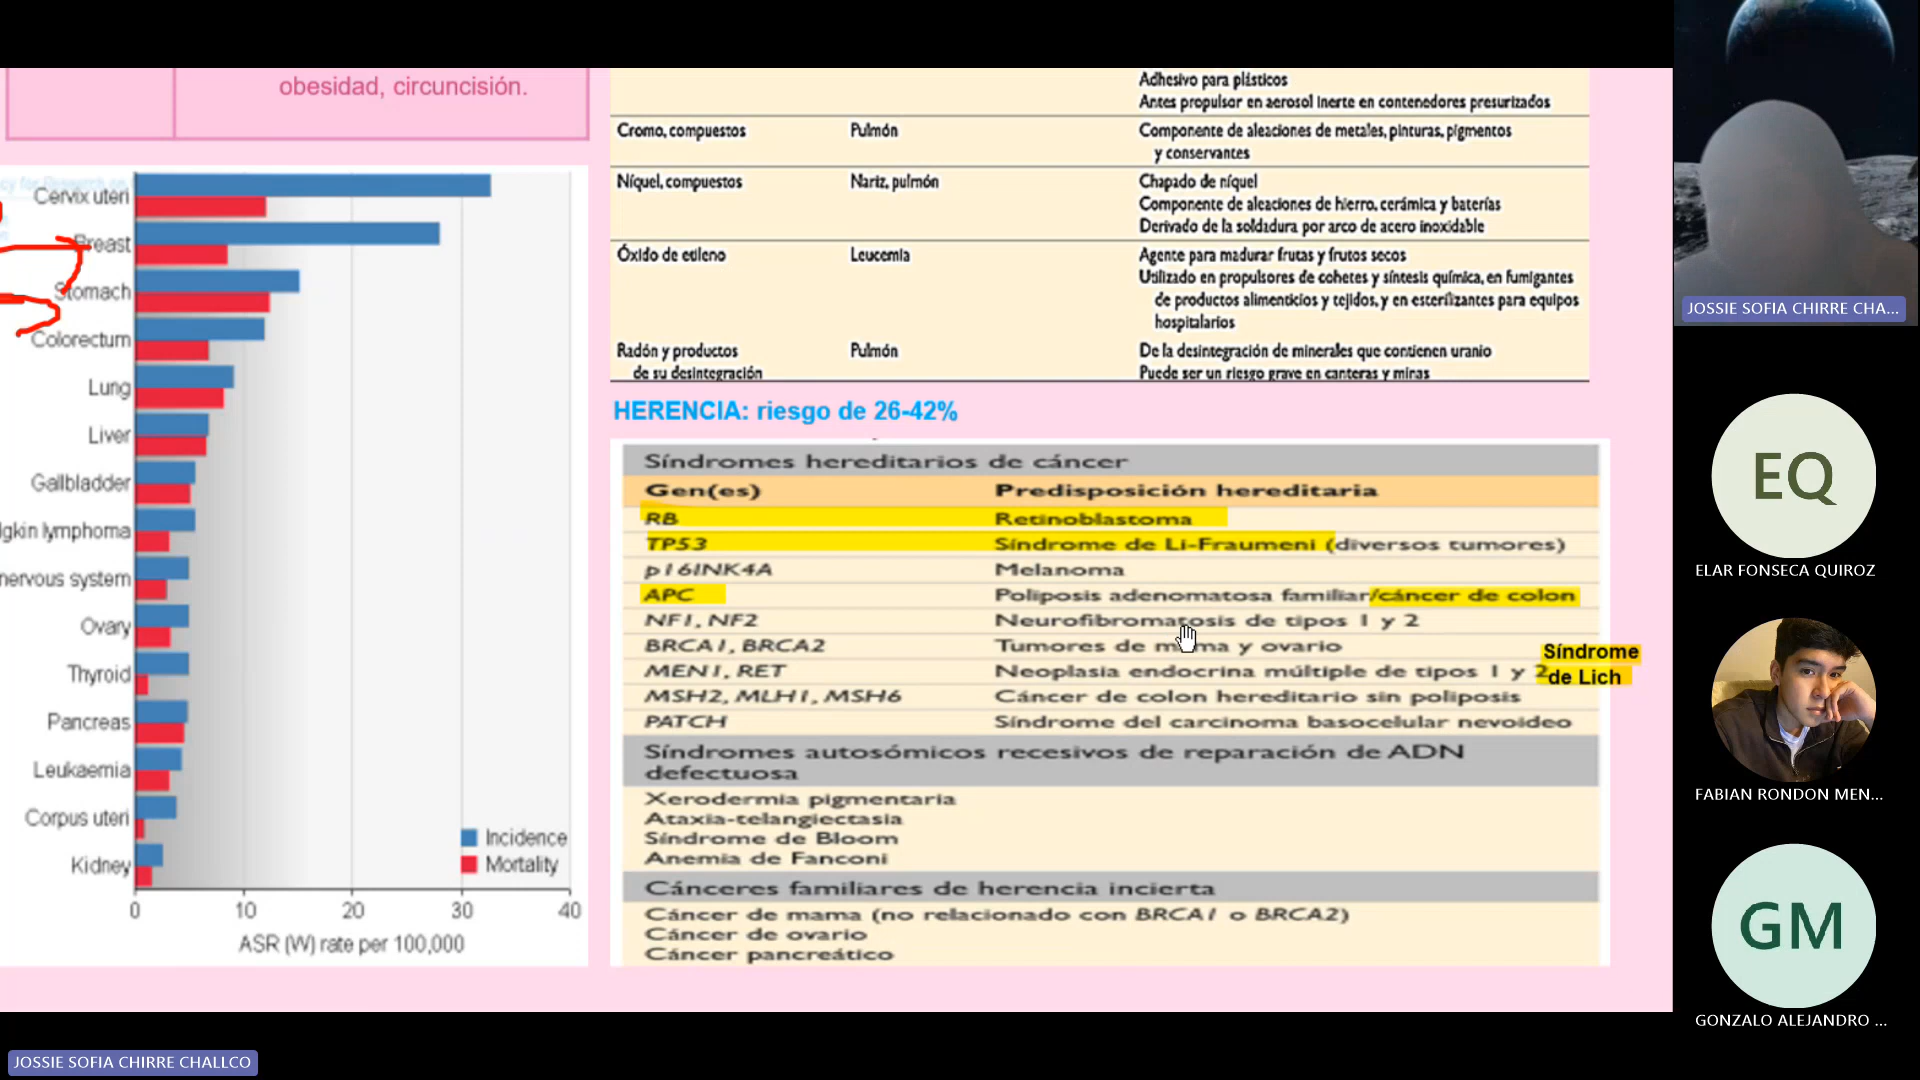 obesidad, circuncisión.
Cervix uteri
Breast
Stomach
Colorectum
Lung
Liver
Gallbladder
lymphoma
nervous system
Ovary
Thyroid
Pancreas
Leukaemia
Corpus uteri
Kidney
Incidence
Mortality
0 10 20 30 40
ASR (W) rate per 100,000
Adhesivo para plásticos
Antes propulsor en aerosol inerte en contenedores presurizados
Cromo, compuestos Pulmón Componente de aleaciones de metales, pinturas, pigmentos
y conservantes
Níquel, compuestos Nariz, pulmón Chapado de níquel
Componente de aleaciones de hierro, cerámica y baterías
Derivado de la soldadura por arco de acero inoxidable
Óxido de etileno Leucemia Agente para madurar frutas y frutos secos
Utilizado en propulsores de cohetes y síntesis química, en fumigantes
de productos alimenticios y tejidos, y en esterilizantes para equipos
hospitalarios
Radón y productos Pulmón De la desintegración de minerales que contienen uranio
de su desintegración Puede ser un riesgo grave en canteras y minas
HERENCIA: riesgo de 26-42%
Síndromes hereditarios de cáncer
Gen(es) Predisposición hereditaria
RB Retinoblastoma
TP53 Síndrome de Li-Fraumeni (diversos tumores)
p16INK4A Melanoma
APC Poliposis adenomatosa familiar/cáncer de colon
NF1, NF2 Neurofibromatosis de tipos 1 y 2
BRCA1, BRCA2 Tumores de mama y ovario
MEN1, RET Neoplasia endocrina múltiple de tipos 1 y 2
MSH2, MLH1, MSH6 Cáncer de colon hereditario sin poliposis
PATCH Síndrome del carcinoma basocelular nevoideo
Síndrome
de Lich
Síndromes autosómicos recesivos de reparación de ADN
defectuosa
Xerodermia pigmentaria
Ataxia-telangiectasia
Síndrome de Bloom
Anemia de Fanconi
Cánceres familiares de herencia incierta
Cáncer de mama (no relacionado con BRCA1 o BRCA2)
Cáncer de ovario
Cáncer pancreático
JOSSIE SOFIA CHIRRE CHA...
EQ
ELAR FONSECA QUIROZ
FABIAN RONDON MEN...
GM
GONZALO ALEJANDRO ...
JOSSIE SOFIA CHIRRE CHALLCO